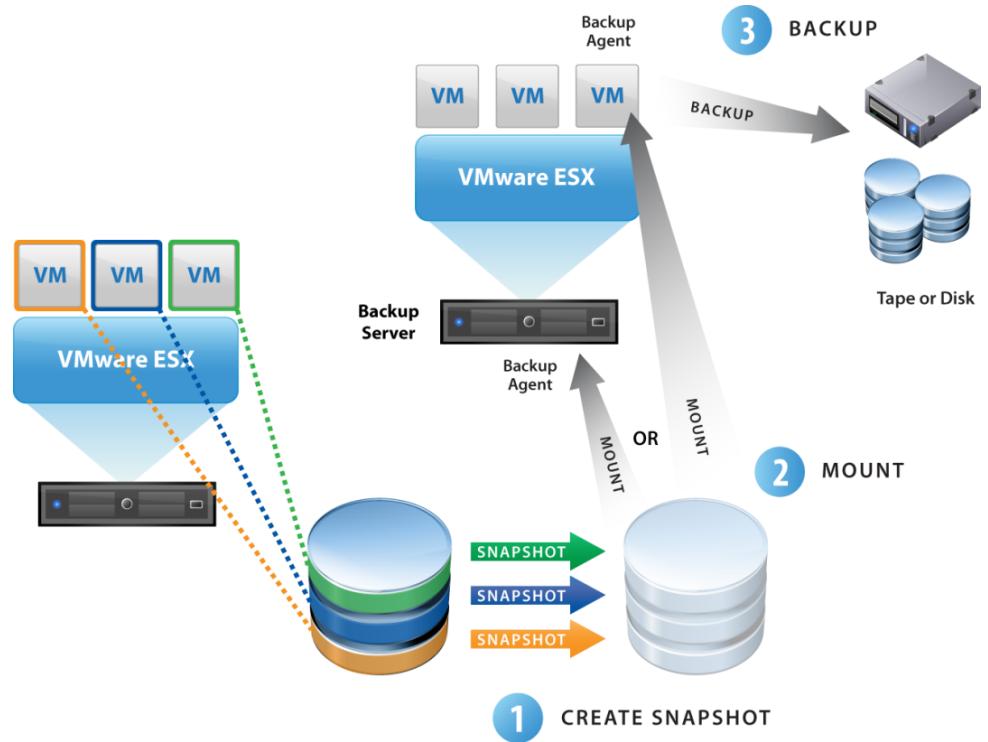 Backup
Agent
3 BACKUP
VM VM VM
BACKUP
VMware ESX
Tape or Disk
VM VM VM
VMware ESX
Backup
Server
Backup
Agent
MOUNT
OR
MOUNT
2 MOUNT
SNAPSHOT
SNAPSHOT
SNAPSHOT
1 CREATE SNAPSHOT